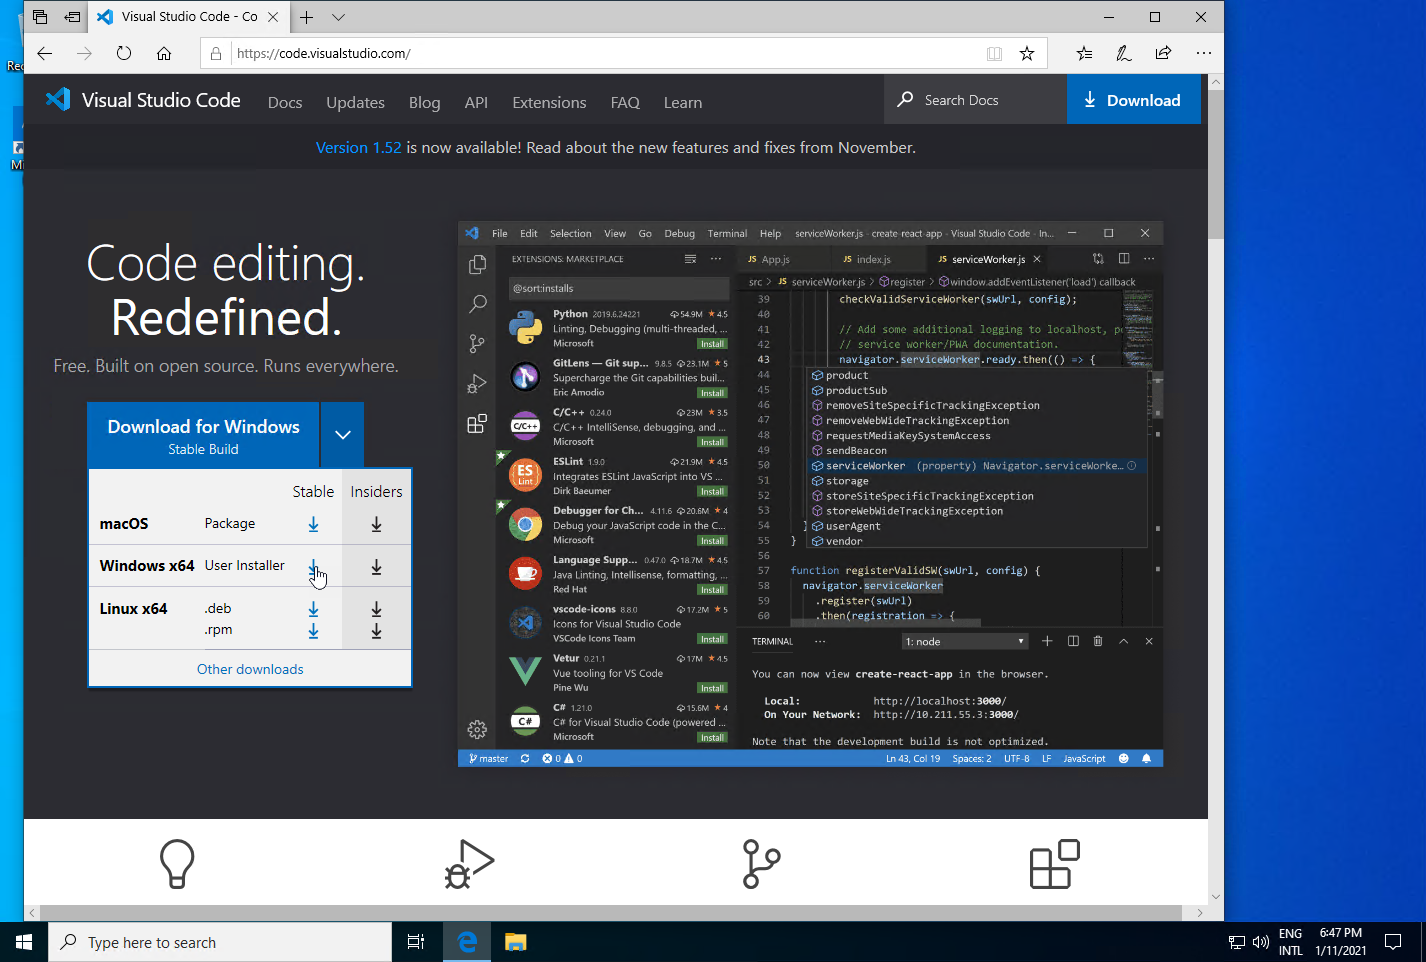 Visual Studio Code - Co
https://code.visualstudio.com/
Visual Studio Code
Docs
Updates
Blog
API
Extensions
FAQ
Learn
Search Docs
Download
Version 1.52 is now available! Read about the new features and fixes from November.
Code editing.
Redefined.
Free. Built on open source. Runs everywhere.
Download for Windows
Stable Build
Stable Insiders
macOS Package
Windows x64 User Installer
Linux x64 .deb
.rpm
Other downloads
File Edit Selection View Go Debug Terminal Help serviceWorker.js - create-react-app - Visual Studio Code - In...
EXTENSIONS: MARKETPLACE
@sort:installs
Python 2019.6.24221 54.9M 4.5
Linting, Debugging (multi-threaded, ...
Microsoft Install
GitLens — Git sup... 9.8.5 23.1M 5
Supercharge the Git capabilities buil...
Eric Amodio Install
C/C++
C/C++ 0.24.0 23M 3.5
C/C++ IntelliSense, debugging, and ...
Microsoft Install
ES
Lint
ESLint 1.9.0 21.9M 4.5
Integrates ESLint JavaScript into VS ...
Dirk Baeumer Install
Debugger for Ch... 4.11.6 20.6M 4
Debug your JavaScript code in the C...
Microsoft Install
Language Supp... 0.47.0 18.7M 4.5
Java Linting, Intellisense, formatting, ...
Red Hat Install
vscode-icons 8.8.0 17.2M 5
Icons for Visual Studio Code
VSCode Icons Team Install
Vetur 0.21.1 17M 4.5
Vue tooling for VS Code
Pine Wu Install
C#
C# 1.21.0 15.6M 4
C# for Visual Studio Code (powered ...
Microsoft Install
JS App.js
JS index.js
JS serviceWorker.js
src > JS serviceWorker.js > register > window.addEventListener('load') callback
39 checkValidServiceWorker(swUrl, config);
40
41 // Add some additional logging to localhost, p
42 // service worker/PWA documentation.
43 navigator.serviceWorker.ready.then(() => {
44 product
45 productSub
46 removeSiteSpecificTrackingException
47 removeWebWideTrackingException
48 requestMediaKeySystemAccess
49 sendBeacon
50 serviceWorker (property) Navigator.serviceWorke...
51 storage
52 storeSiteSpecificTrackingException
53 storeWebWideTrackingException
54 } userAgent
55 } vendor
56
57 function registerValidSW(swUrl, config) {
58 navigator.serviceWorker
59 .register(swUrl)
60 .then(registration => {
TERMINAL ... 1: node
You can now view create-react-app in the browser.
Local: http://localhost:3000/
On Your Network: http://10.211.55.3:3000/
Note that the development build is not optimized.
master 0 0 Ln 43, Col 19 Spaces: 2 UTF-8 LF JavaScript
Type here to search
ENG
INTL
6:47 PM
1/11/2021